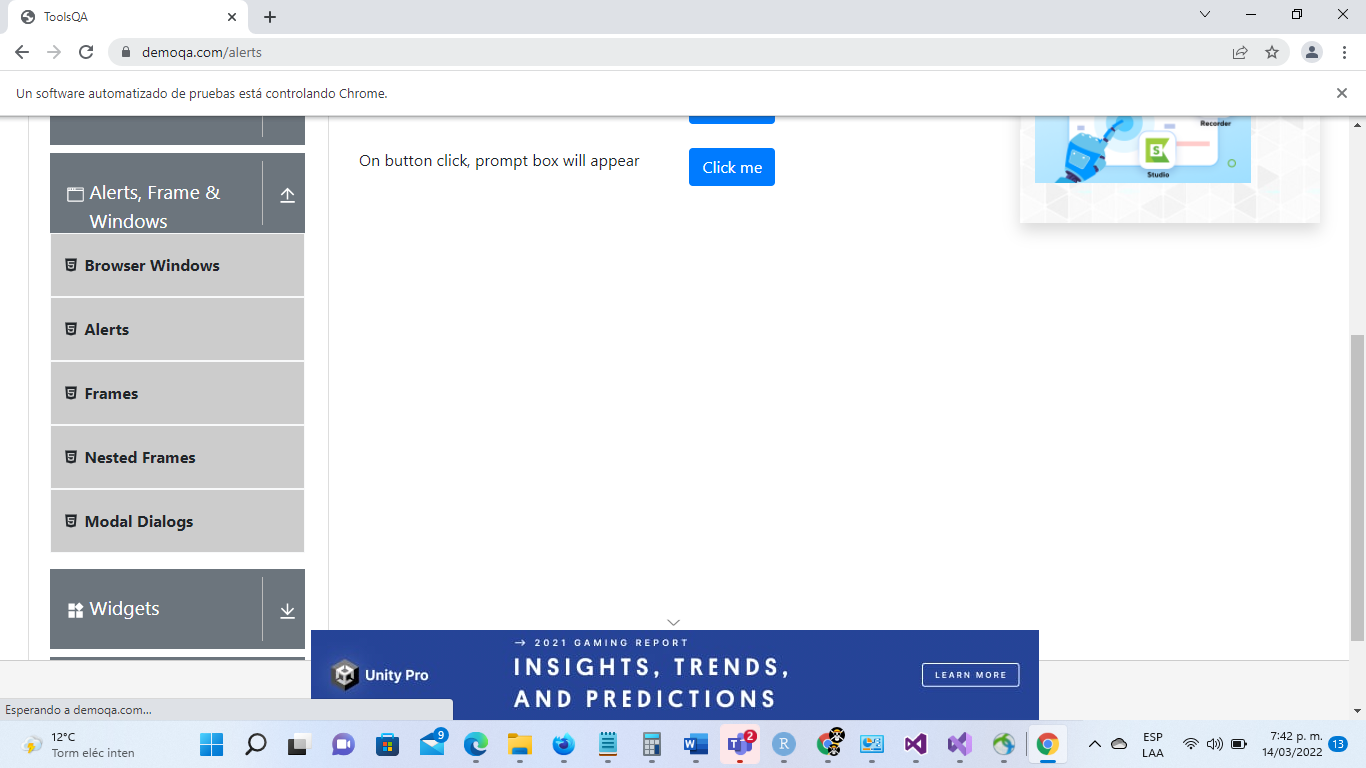 ToolsQA
demoqa.com/alerts
Un software automatizado de pruebas está controlando Chrome.
Recorder
On button click, prompt box will appear
Click me
Studio
Alerts, Frame &
Windows
Browser Windows
Alerts
Frames
Nested Frames
Modal Dialogs
Widgets
→ 2021 GAMING REPORT
INSIGHTS, TRENDS,
AND PREDICTIONS
Unity Pro
LEARN MORE
Esperando a demoqa.com...
12°C
Torm eléc inten
9
2
R
ESP
LAA
7:42 p. m.
14/03/2022
13